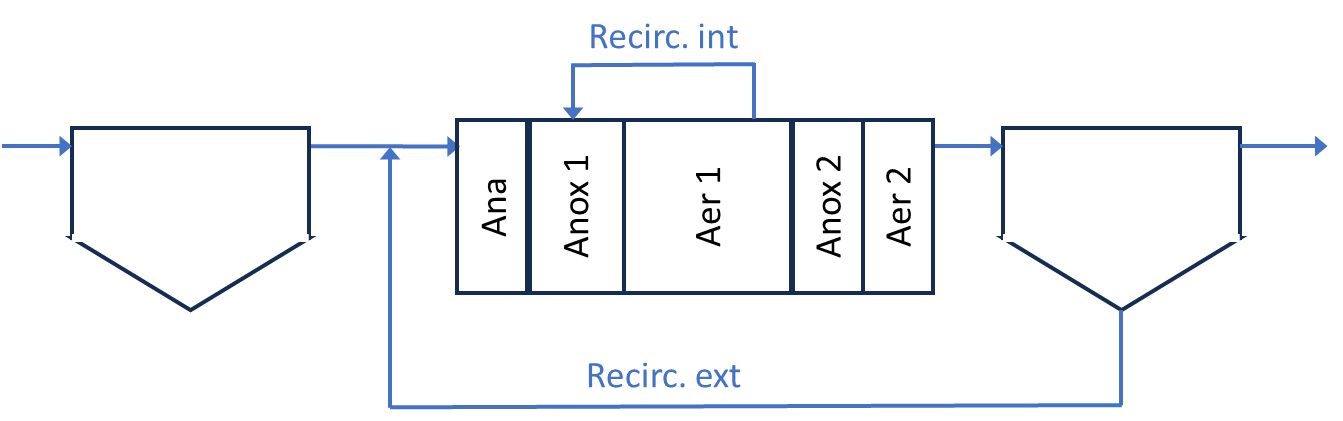 Recirc. int
Ana
Anox 1
Aer 1
Anox 2
Aer 2
Recirc. ext